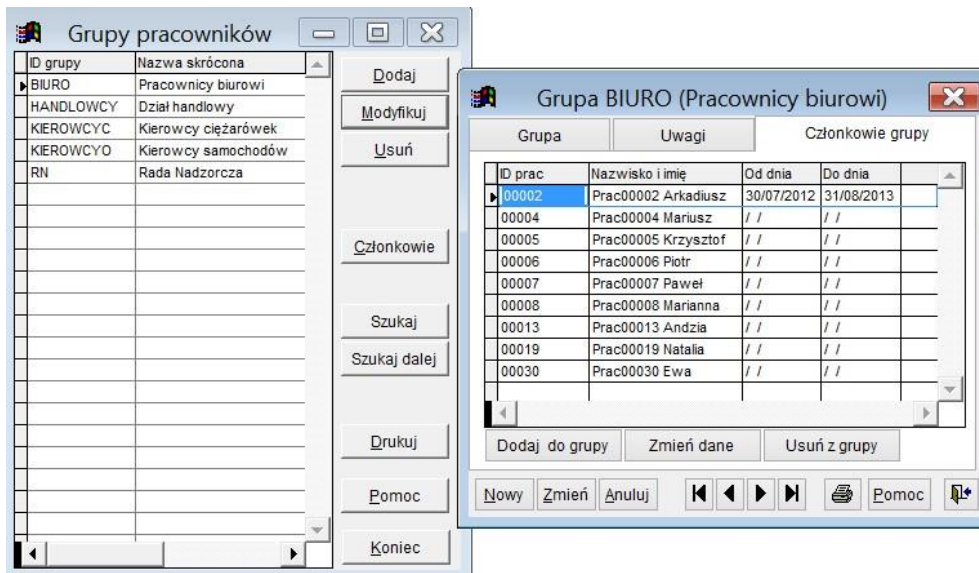 Grupy pracowników
ID grupy Nazwa skrócona
BIURO Pracownicy biurowi
HANDLOWCY Dział handlowy
KIEROWCYC Kierowcy ciężarówek
KIEROWCYO Kierowcy samochodów
RN Rada Nadzorcza
Dodaj
Modyfikuj
Usuń
Członkowie
Szukaj
Szukaj dalej
Drukuj
Pomoc
Koniec
Grupa BIURO (Pracownicy biurowi)
Grupa Uwagi Członkowie grupy
ID prac Nazwisko i imię Od dnia Do dnia
00002 Prac00002 Arkadiusz 30/07/2012 31/08/2013
00004 Prac00004 Mariusz / / / /
00005 Prac00005 Krzysztof / / / /
00006 Prac00006 Piotr / / / /
00007 Prac00007 Paweł / / / /
00008 Prac00008 Marianna / / / /
00013 Prac00013 Andzia / / / /
00019 Prac00019 Natalia / / / /
00030 Prac00030 Ewa / / / /
Dodaj do grupy Zmień dane Usuń z grupy
Nowy Zmień Anuluj Pomoc